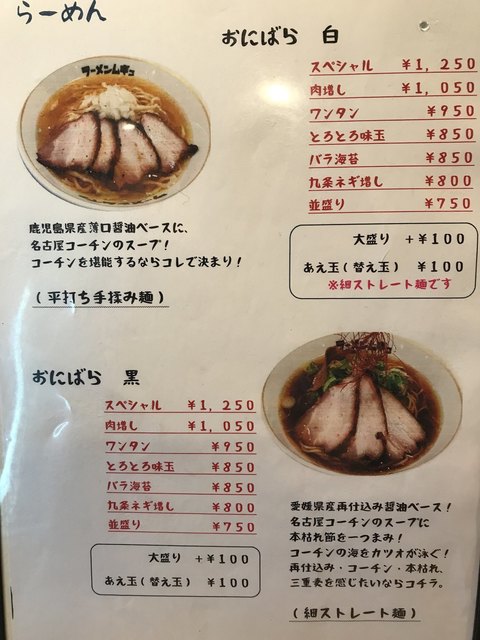 らーめん
おにばら 白
スペシャル ¥1,250
肉増し ¥1,050
ワンタン ¥950
とろとろ味玉 ¥850
バラ海苔 ¥850
九条ネギ増し ¥800
並盛り ¥750
鹿児島県産薄口醤油ベースに、
名古屋コーチンのスープ!
コーチンを堪能するならコレで決まり!
(平打ち手揉み麺)
大盛り +¥100
あえ玉(替え玉) ¥100
※細ストレート麺です
おにばら 黒
スペシャル ¥1,250
肉増し ¥1,050
ワンタン ¥950
とろとろ味玉 ¥850
バラ海苔 ¥850
九条ネギ増し ¥800
並盛り ¥750
大盛り +¥100
あえ玉(替え玉) ¥100
愛媛県産再仕込み醤油ベース!
名古屋コーチンのスープに
本枯れ節を一つまみ!
コーチンの海をカツオが泳ぐ!
再仕込み・コーチン・本枯れ、
三重奏を感じたいならコチラ。
(細ストレート麺)